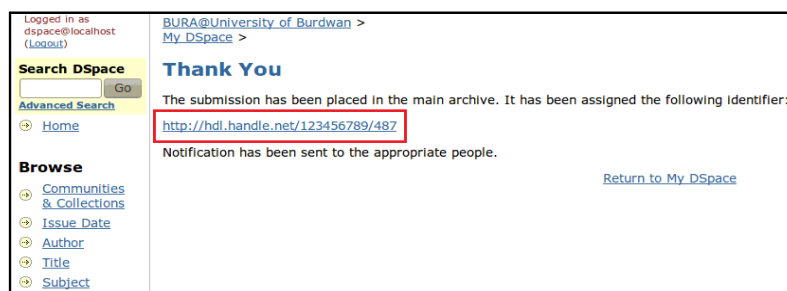 Logged in as
dspace@localhost
(Logout)
Search DSpace
Go
Advanced Search
Home
Browse
Communities
& Collections
Issue Date
Author
Title
Subject
BURA@University of Burdwan >
My DSpace >
Thank You
The submission has been placed in the main archive. It has been assigned the following identifier:
http://hdl.handle.net/123456789/487
Notification has been sent to the appropriate people.
Return to My DSpace